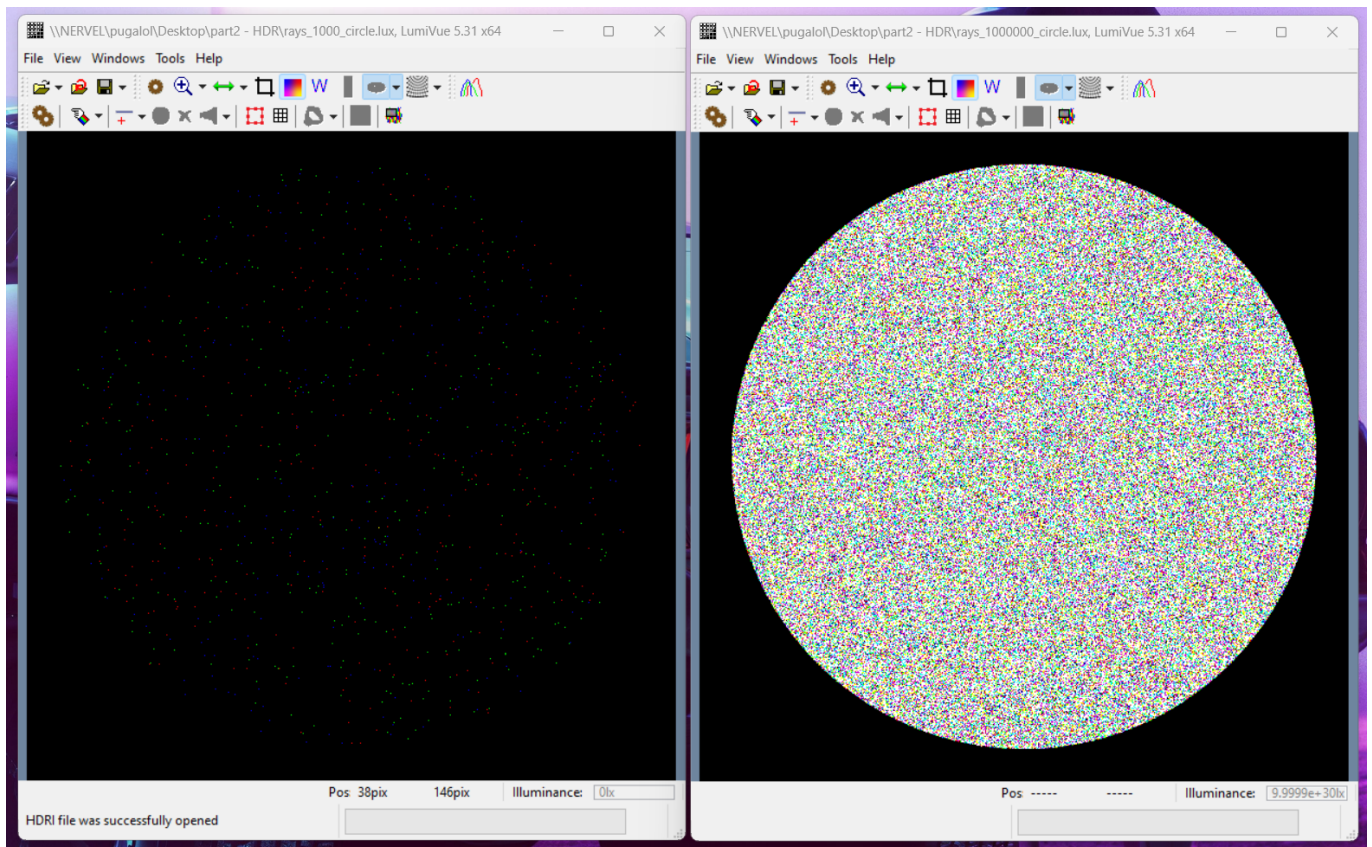 \\NERVEL\pugalol\Desktop\part2 - HDR\rays_1000_circle.lux, LumiVue 5.31 x64
File View Windows Tools Help
W
Pos 38pix 146pix Illuminance: 0lx
HDRI file was successfully opened
\\NERVEL\pugalol\Desktop\part2 - HDR\rays_1000000_circle.lux, LumiVue 5.31 x64
File View Windows Tools Help
W
Pos ----- ----- Illuminance: 9.9999e+30lx